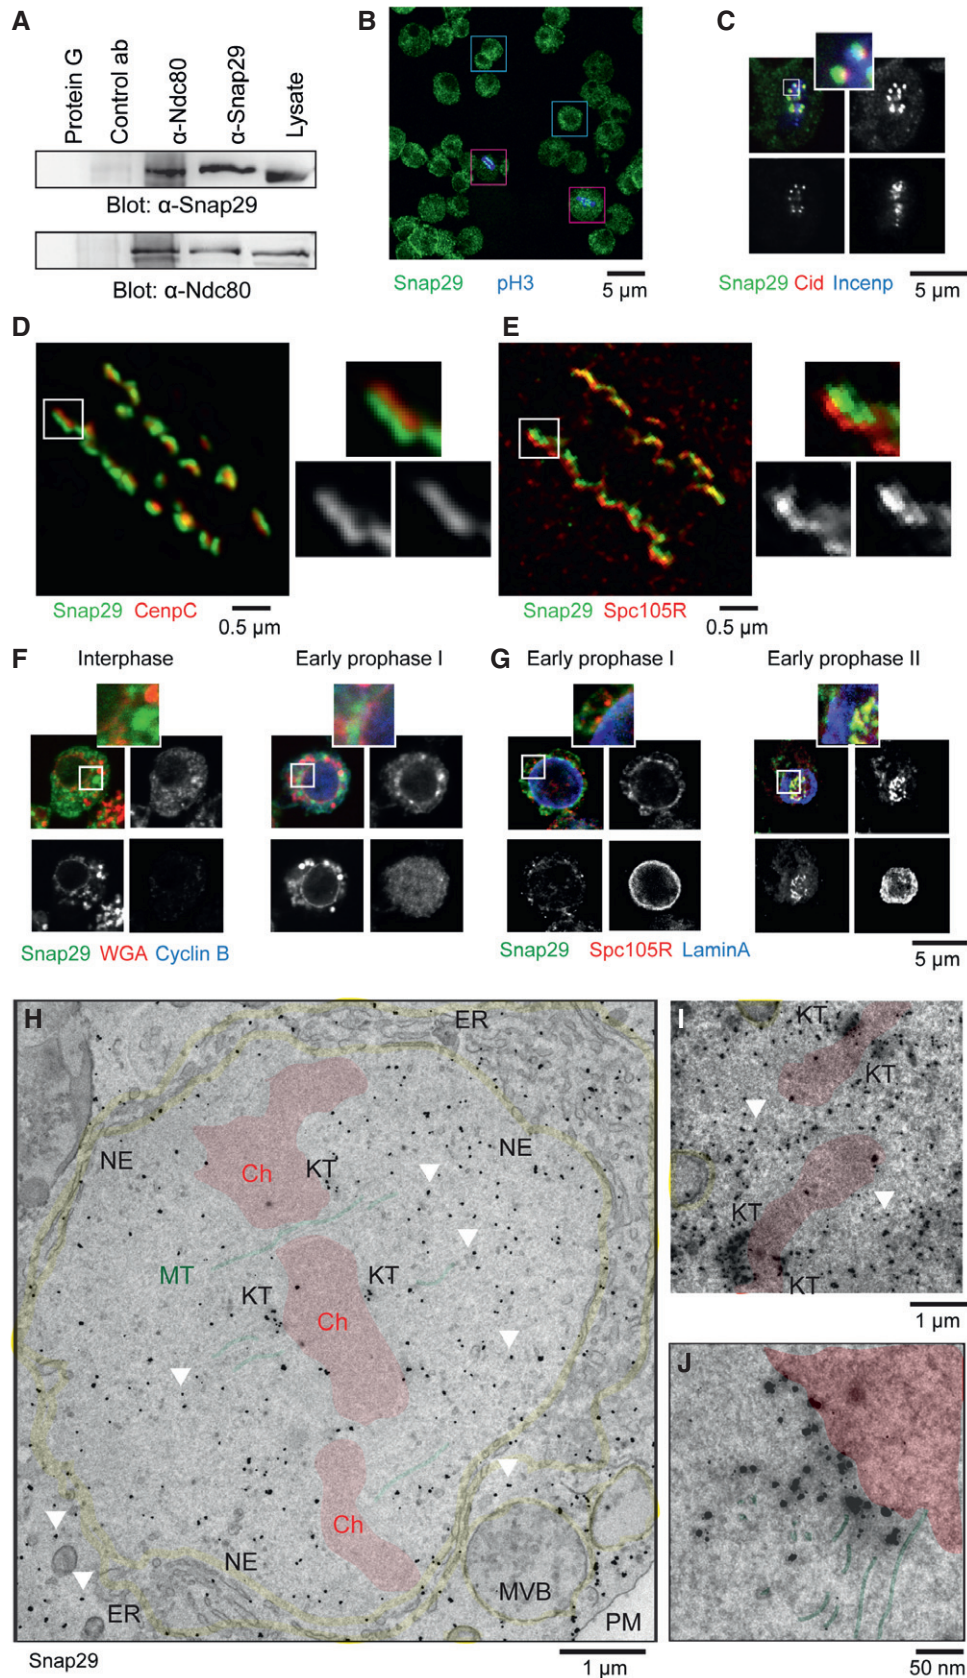 A
Protein G
Control ab
α-Ndc80
α-Snap29
Lysate
Blot: α-Snap29
Blot: α-Ndc80
B
Snap29 pH3
5 µm
C
Snap29 Cid Incenp
5 µm
D
Snap29 CenpC
0.5 µm
E
Snap29 Spc105R
0.5 µm
F
Interphase
Early prophase I
Snap29 WGA Cyclin B
G
Early prophase I
Early prophase II
Snap29 Spc105R LaminA
5 µm
H
ER
NE
NE
Ch
KT
MT
KT
KT
Ch
Ch
NE
ER
MVB
PM
Snap29
1 µm
I
KT
KT
KT
KT
1 µm
J
50 nm